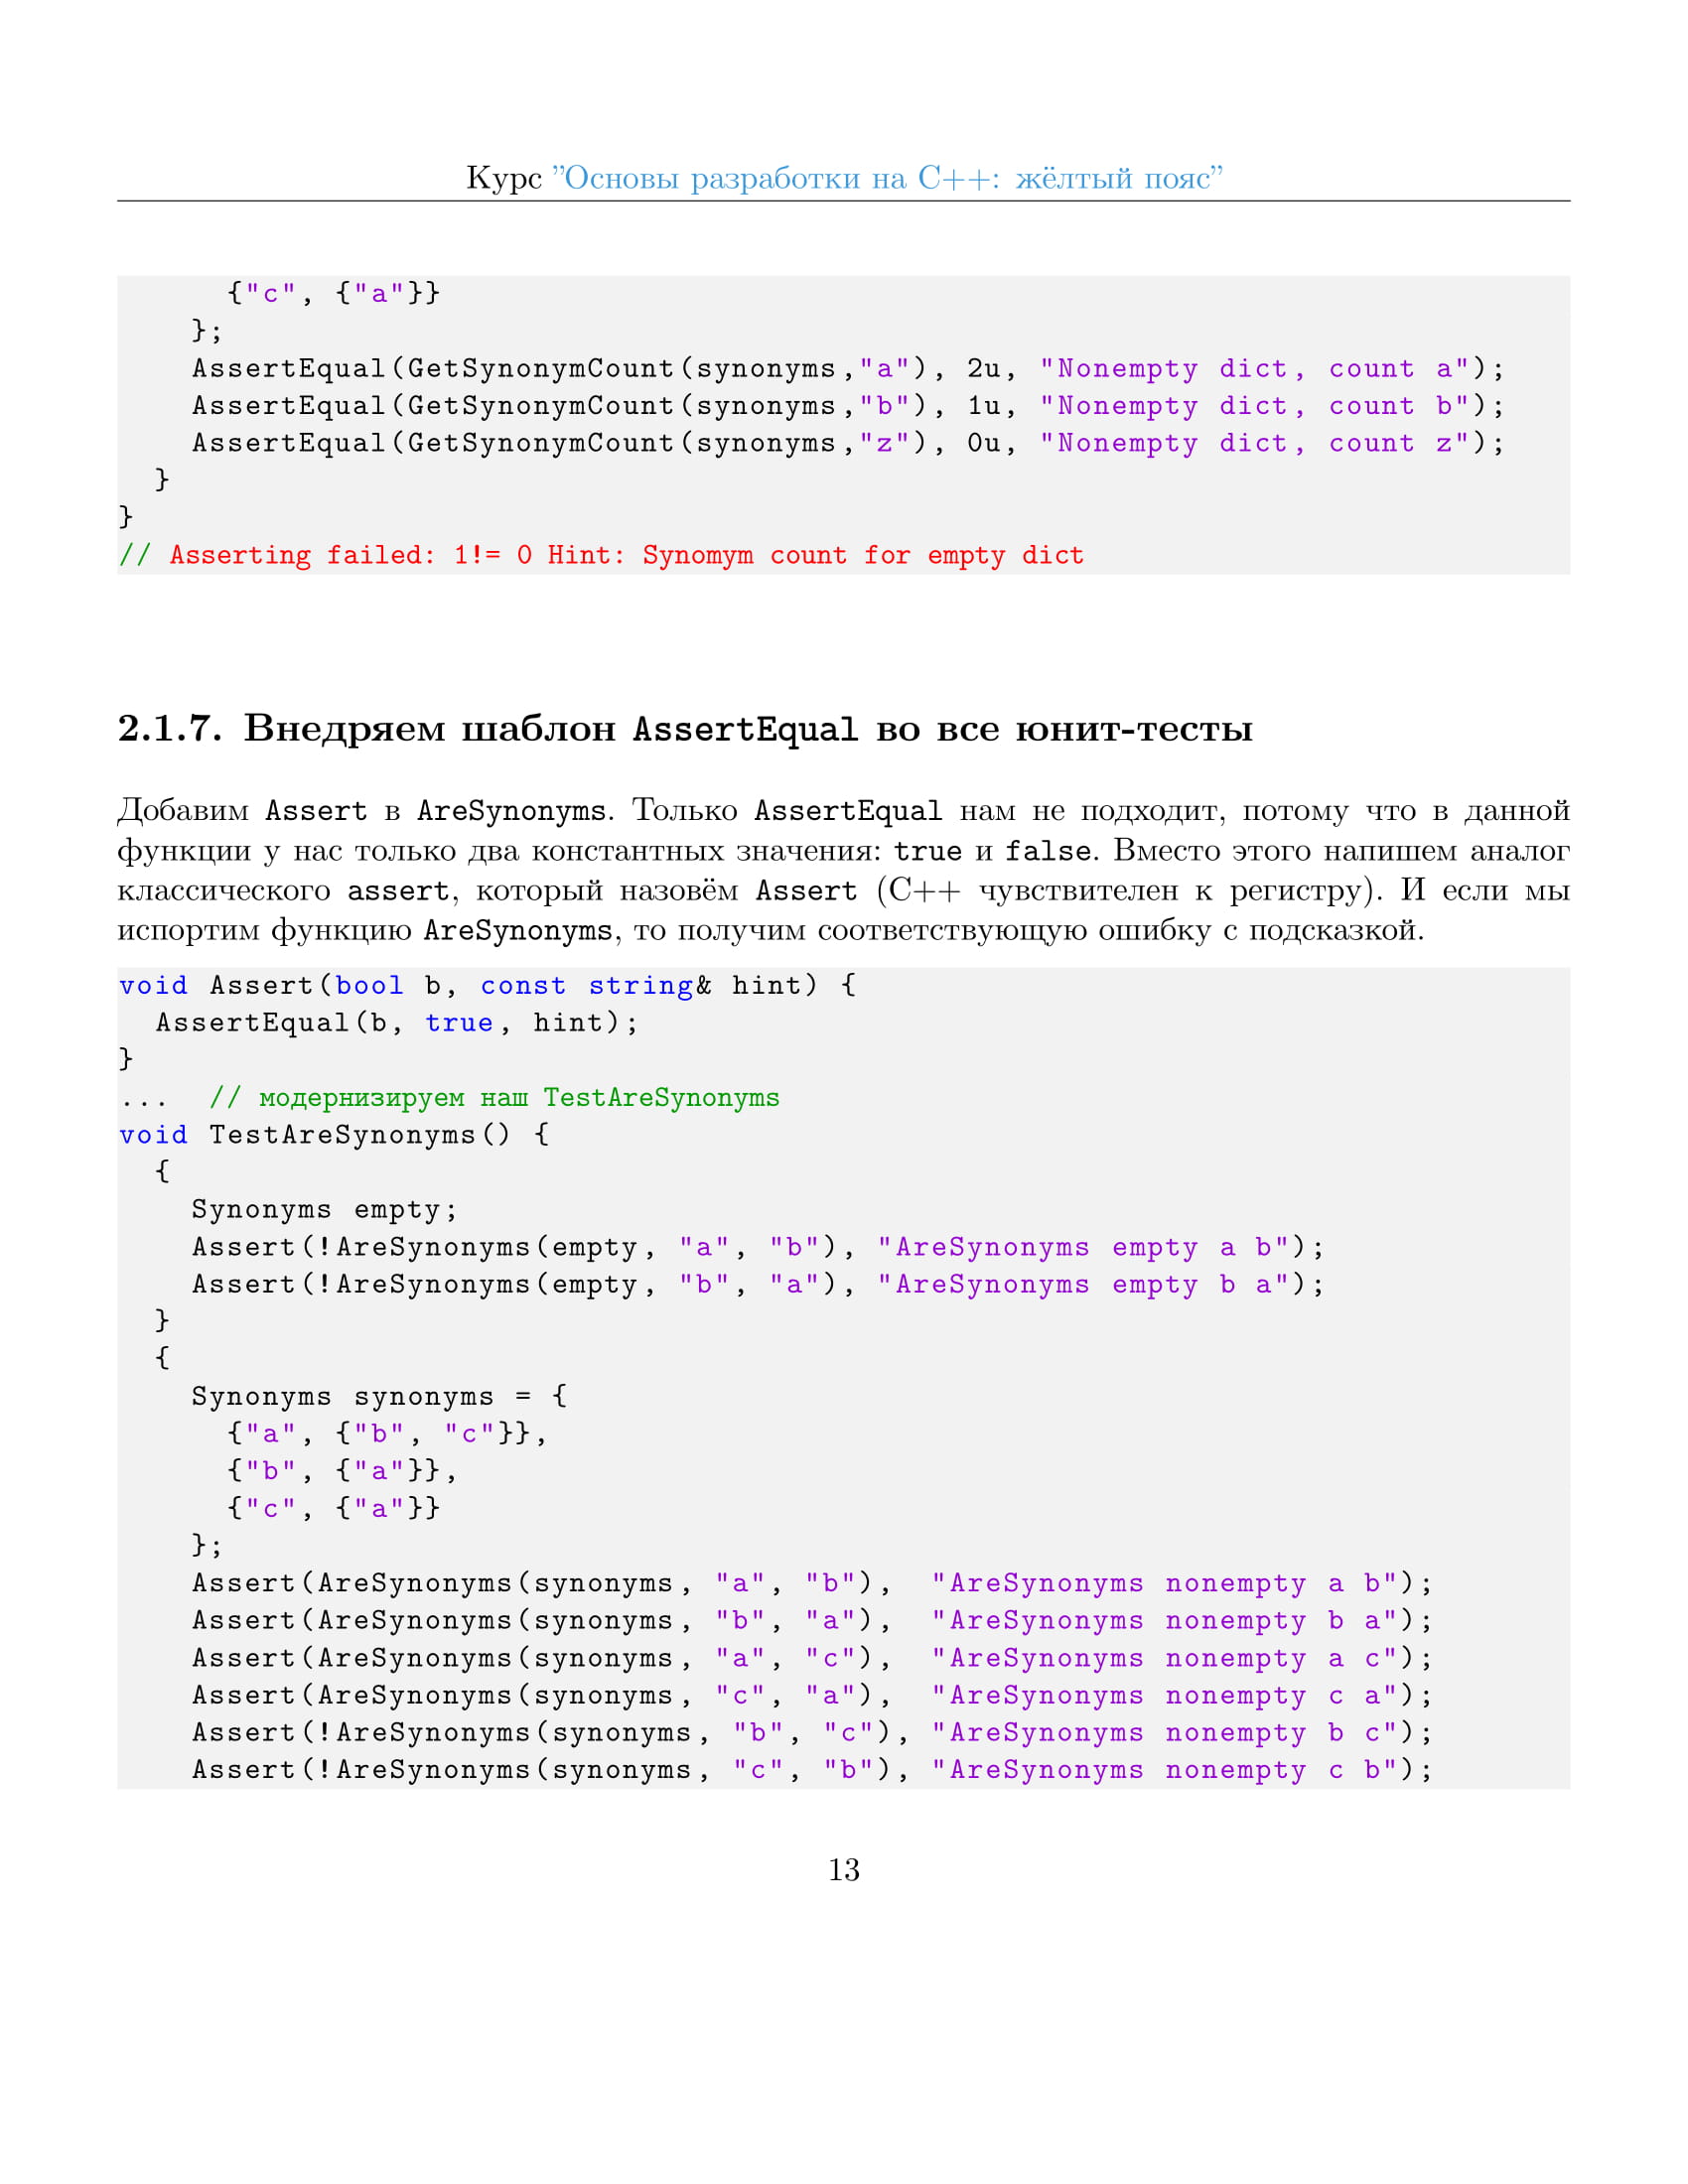 Курс ”Основы разработки на C++: жёлтый пояс”
      {"c", {"a"}}
    };
    AssertEqual(GetSynonymCount(synonyms,"a"), 2u, "Nonempty dict, count a");
    AssertEqual(GetSynonymCount(synonyms,"b"), 1u, "Nonempty dict, count b");
    AssertEqual(GetSynonymCount(synonyms,"z"), 0u, "Nonempty dict, count z");
  }
}
// Asserting failed: 1!= 0 Hint: Synomym count for empty dict
2.1.7. Внедряем шаблон AssertEqual во все юнит-тесты
Добавим Assert в AreSynonyms. Только AssertEqual нам не подходит, потому что в данной
функции у нас только два константных значения: true и false. Вместо этого напишем аналог
классического assert, который назовём Assert (C++ чувствителен к регистру). И если мы
испортим функцию AreSynonyms, то получим соответствующую ошибку с подсказкой.
void Assert(bool b, const string& hint) {
  AssertEqual(b, true, hint);
}
...  // модернизируем наш TestAreSynonyms
void TestAreSynonyms() {
  {
    Synonyms empty;
    Assert(!AreSynonyms(empty, "a", "b"), "AreSynonyms empty a b");
    Assert(!AreSynonyms(empty, "b", "a"), "AreSynonyms empty b a");
  }
  {
    Synonyms synonyms = {
      {"a", {"b", "c"}},
      {"b", {"a"}},
      {"c", {"a"}}
    };
    Assert(AreSynonyms(synonyms, "a", "b"),  "AreSynonyms nonempty a b");
    Assert(AreSynonyms(synonyms, "b", "a"),  "AreSynonyms nonempty b a");
    Assert(AreSynonyms(synonyms, "a", "c"),  "AreSynonyms nonempty a c");
    Assert(AreSynonyms(synonyms, "c", "a"),  "AreSynonyms nonempty c a");
    Assert(!AreSynonyms(synonyms, "b", "c"), "AreSynonyms nonempty b c");
    Assert(!AreSynonyms(synonyms, "c", "b"), "AreSynonyms nonempty c b");
13